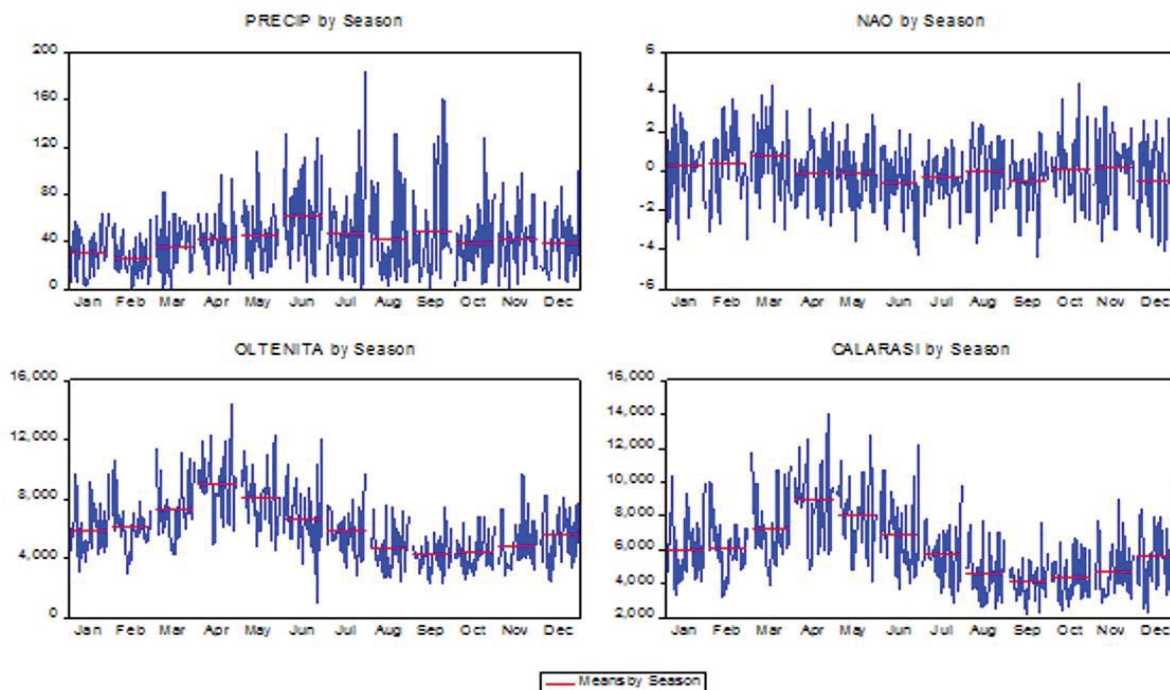 PRECIP by Season
200
160
120
80
40
0
Jan Feb Mar Apr May Jun Jul Aug Sep Oct Nov Dec
NAO by Season
6
4
2
0
-2
-4
-6
Jan Feb Mar Apr May Jun Jul Aug Sep Oct Nov Dec
OLTENITA by Season
16,000
12,000
8,000
4,000
0
Jan Feb Mar Apr May Jun Jul Aug Sep Oct Nov Dec
CALARASI by Season
16,000
14,000
12,000
10,000
8,000
6,000
4,000
2,000
Jan Feb Mar Apr May Jun Jul Aug Sep Oct Nov Dec
Means by Season